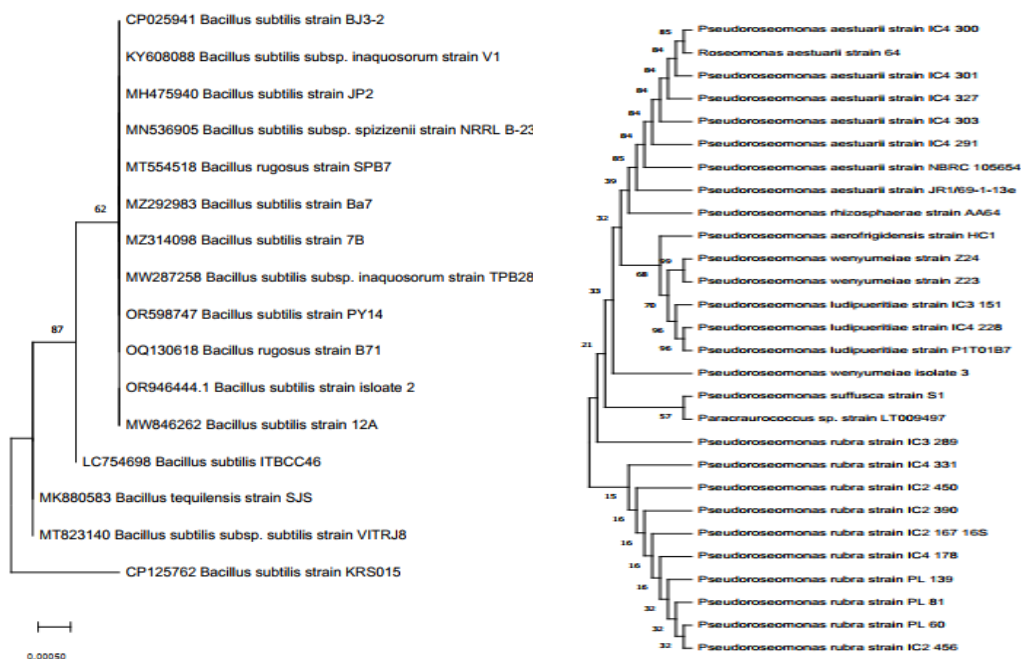 CP025941 Bacillus subtilis strain BJ3-2
KY608088 Bacillus subtilis subsp. inaquosorum strain V1
MH475940 Bacillus subtilis strain JP2
MN536905 Bacillus subtilis subsp. spizizenii strain NRRL B-23
MT554518 Bacillus rugosus strain SPB7
MZ292983 Bacillus subtilis strain Ba7
62
MZ314098 Bacillus subtilis strain 7B
MW287258 Bacillus subtilis subsp. inaquosorum strain TPB28
OR598747 Bacillus subtilis strain PY14
87
OQ130618 Bacillus rugosus strain B71
OR946444.1 Bacillus subtilis strain isloate 2
MW846262 Bacillus subtilis strain 12A
LC754698 Bacillus subtilis ITBCC46
MK880583 Bacillus tequilensis strain SJS
MT823140 Bacillus subtilis subsp. subtilis strain VITRJ8
CP125762 Bacillus subtilis strain KRS015
0.00050
85
Pseudoroseomonas aestuarii strain IC4 300
84
Roseomonas aestuarii strain 64
84
Pseudoroseomonas aestuarii strain IC4 301
84
Pseudoroseomonas aestuarii strain IC4 327
84
Pseudoroseomonas aestuarii strain IC4 303
84
Pseudoroseomonas aestuarii strain IC4 291
85
Pseudoroseomonas aestuarii strain NBRC 105654
39
Pseudoroseomonas aestuarii strain JR1/69-1-13e
32
Pseudoroseomonas rhizosphaerae strain AA64
Pseudoroseomonas aerofrigidensis strain HC1
99
Pseudoroseomonas wenyumeiae strain Z24
68
Pseudoroseomonas wenyumeiae strain Z23
33
70
Pseudoroseomonas ludipueritiae strain IC3 151
96
Pseudoroseomonas ludipueritiae strain IC4 228
21
96
Pseudoroseomonas ludipueritiae strain P1T01B7
Pseudoroseomonas wenyumeiae isolate 3
Pseudoroseomonas suffusca strain S1
57
Paracraurococcus sp. strain LT009497
Pseudoroseomonas rubra strain IC3 289
Pseudoroseomonas rubra strain IC4 331
15
Pseudoroseomonas rubra strain IC2 450
16
Pseudoroseomonas rubra strain IC2 390
16
Pseudoroseomonas rubra strain IC2 167 16S
16
Pseudoroseomonas rubra strain IC4 178
16
Pseudoroseomonas rubra strain PL 139
32
Pseudoroseomonas rubra strain PL 81
32
Pseudoroseomonas rubra strain PL 60
32
Pseudoroseomonas rubra strain IC2 456